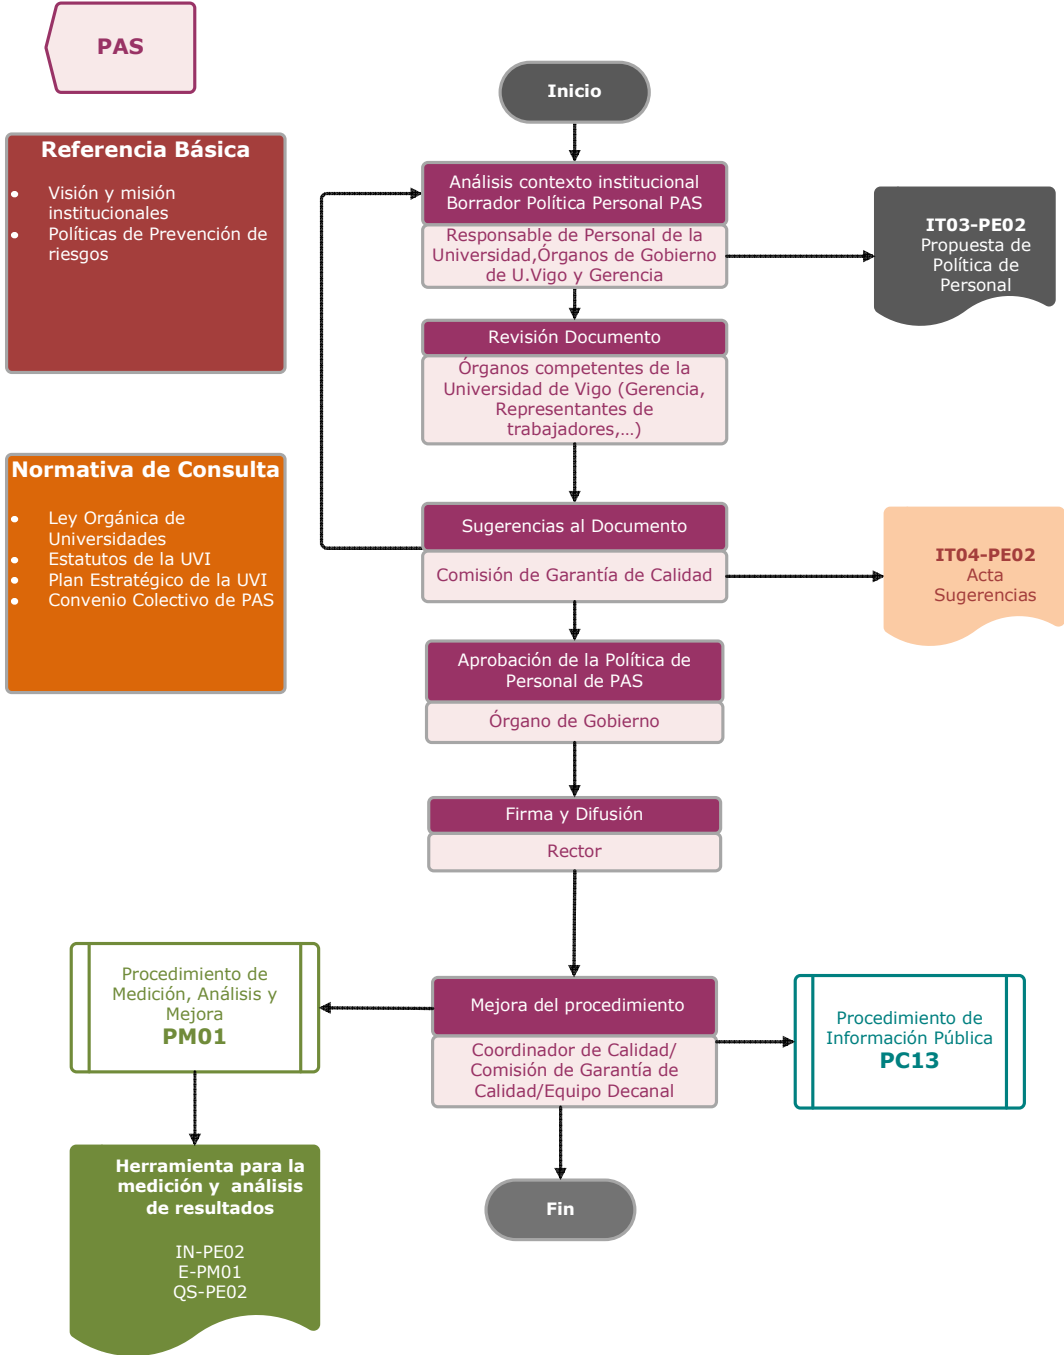 PAS
Inicio
Referencia Básica
• Visión y misión
institucionales
• Políticas de Prevención de
riesgos
Análisis contexto institucional
Borrador Política Personal PAS
Responsable de Personal de la
Universidad,Órganos de Gobierno
de U.Vigo y Gerencia
IT03-PE02
Propuesta de
Política de
Personal
Revisión Documento
Órganos competentes de la
Universidad de Vigo (Gerencia,
Representantes de
trabajadores,...)
Normativa de Consulta
• Ley Orgánica de
Universidades
• Estatutos de la UVI
• Plan Estratégico de la UVI
• Convenio Colectivo de PAS
Sugerencias al Documento
Comisión de Garantía de Calidad
IT04-PE02
Acta
Sugerencias
Aprobación de la Política de
Personal de PAS
Órgano de Gobierno
Firma y Difusión
Rector
Procedimiento de
Medición, Análisis y
Mejora
PM01
Mejora del procedimiento
Coordinador de Calidad/
Comisión de Garantía de
Calidad/Equipo Decanal
Procedimiento de
Información Pública
PC13
Herramienta para la
medición y análisis
de resultados
IN-PE02
E-PM01
QS-PE02
Fin